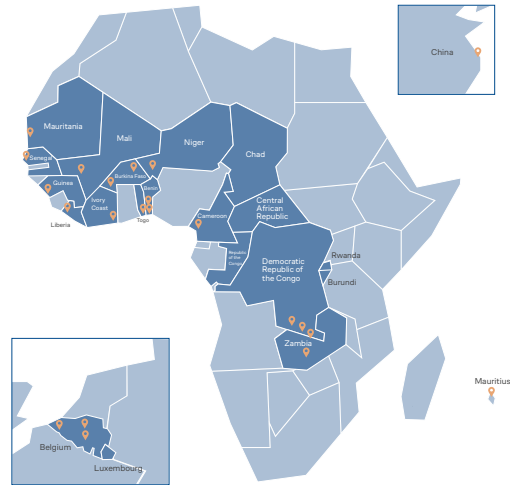 China
Mauritania
Mali
Niger
Chad
Senegal
Guinea
Burkina Faso
Benin
Ivory
Coast
Togo
Liberia
Cameroon
Central
African
Republic
Republic
of the
Congo
Democratic
Republic of
the Congo
Rwanda
Burundi
Zambia
Mauritius
Belgium
Luxembourg